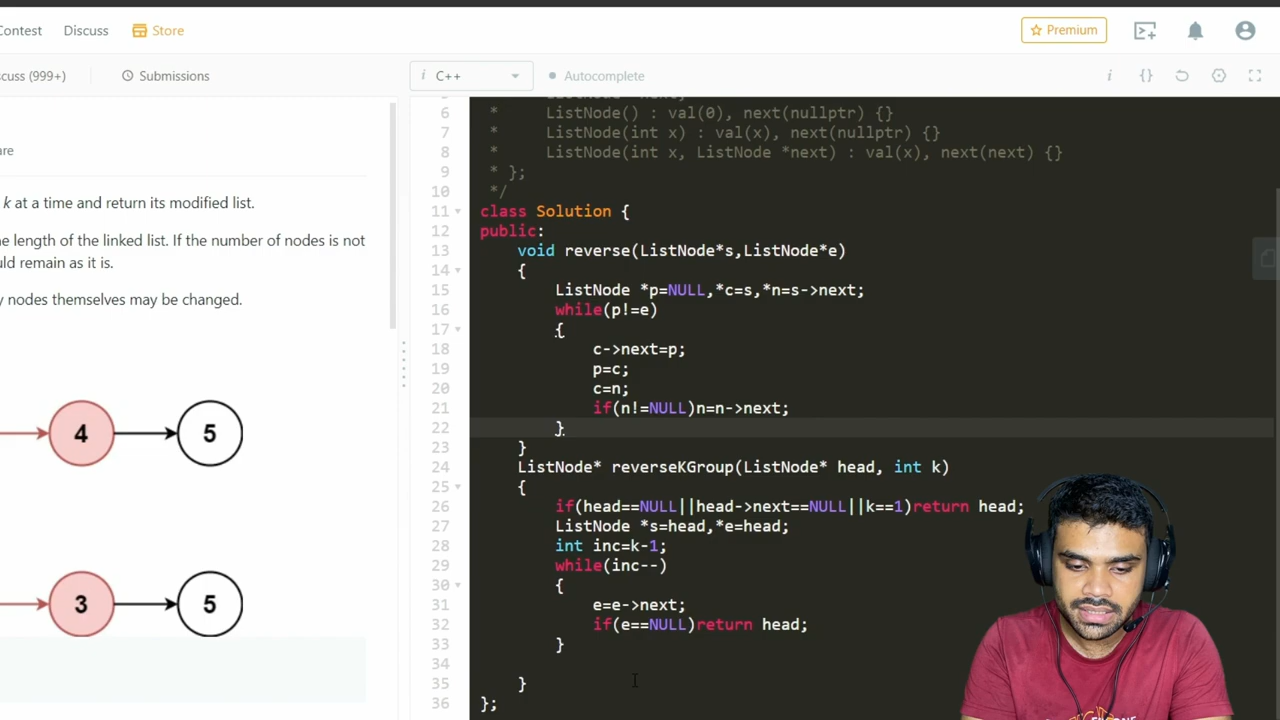 Contest Discuss Store Premium
cuss (999+) Submissions i C++ Autocomplete i {}
are
k at a time and return its modified list.
he length of the linked list. If the number of nodes is not
uld remain as it is.
y nodes themselves may be changed.
4 5
3 5
6 * ListNode() : val(0), next(nullptr) {}
7 * ListNode(int x) : val(x), next(nullptr) {}
8 * ListNode(int x, ListNode *next) : val(x), next(next) {}
9 * };
10 */
11 class Solution {
12 public:
13 void reverse(ListNode*s,ListNode*e)
14 {
15 ListNode *p=NULL,*c=s,*n=s->next;
16 while(p!=e)
17 {
18 c->next=p;
19 p=c;
20 c=n;
21 if(n!=NULL)n=n->next;
22 }
23 }
24 ListNode* reverseKGroup(ListNode* head, int k)
25 {
26 if(head==NULL||head->next==NULL||k==1)return head;
27 ListNode *s=head,*e=head;
28 int inc=k-1;
29 while(inc--)
30 {
31 e=e->next;
32 if(e==NULL)return head;
33 }
34
35 }
36 };